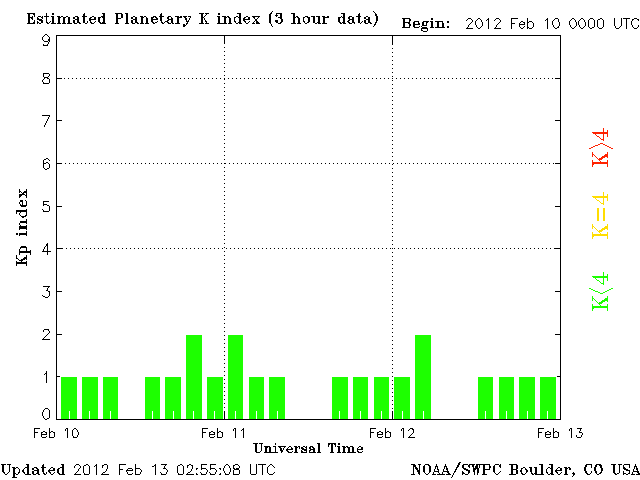 Estimated Planetary K index (3 hour data) Begin: 2012 Feb 10 0000 UTC
9
8
7
6
5
4
3
2
1
0
Kp index
K>4
K=4
K<4
Feb 10 Feb 11 Feb 12 Feb 13
Universal Time
Updated 2012 Feb 13 02:55:08 UTC NOAA/SWPC Boulder, CO USA